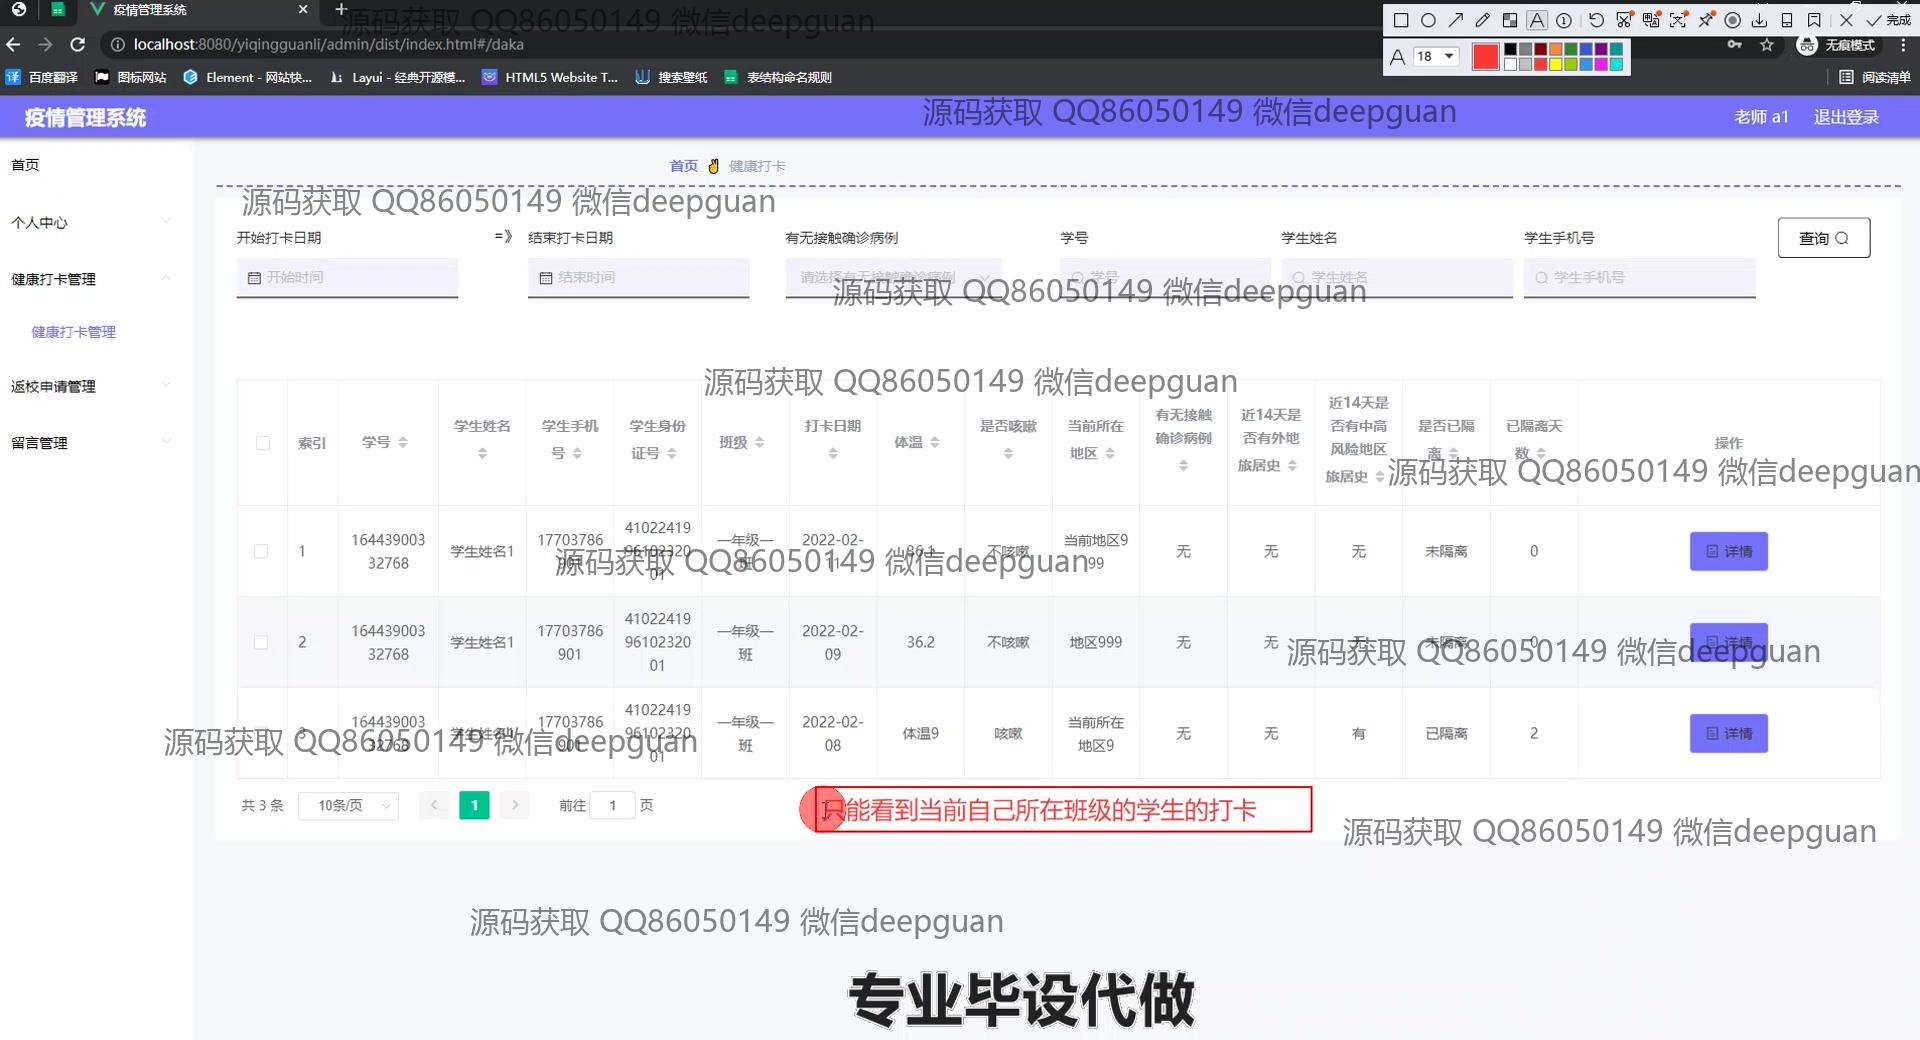 疫情管理系统
源码获取 QQ86050149 微信deepguan
完成
localhost:8080/yiqingguanli/admin/dist/index.html#/daka
无痕模式
A 18
译 百度翻译 图标网站 Element - 网站快... Layui - 经典开源模... HTML5 Website T... 搜索壁纸 表结构命名规则
阅读清单
疫情管理系统
源码获取 QQ86050149 微信deepguan
老师 a1 退出登录
首页
个人中心
健康打卡管理
健康打卡管理
返校申请管理
留言管理
首页 健康打卡
源码获取 QQ86050149 微信deepguan
开始打卡日期 =》 结束打卡日期 有无接触确诊病例 学号 学生姓名 学生手机号
查询
开始时间 结束时间 请选择有无接触确诊病例 学号 学生姓名 学生手机号
源码获取 QQ86050149 微信deepguan
源码获取 QQ86050149 微信deepguan
索引 学号 学生姓名 学生手机号 学生身份证号 班级 打卡日期 体温 是否咳嗽 当前所在地区 有无接触确诊病例 近14天是否有外地旅居史 近14天是否有中高风险地区旅居史 是否已隔离 已隔离天数 操作
源码获取 QQ86050149 微信deepguan
1 16443900332768 学生姓名1 17703786901 410224199610232001 一年级一班 2022-02-11 36.1 不咳嗽 当前地区999 无 无 无 未隔离 0 详情
源码获取 QQ86050149 微信deepguan
2 16443900332768 学生姓名1 17703786901 410224199610232001 一年级一班 2022-02-09 36.2 不咳嗽 地区999 无 无 无 未隔离 0 详情
源码获取 QQ86050149 微信deepguan
3 16443900332768 学生姓名1 17703786901 410224199610232001 一年级一班 2022-02-08 体温9 咳嗽 当前所在地区9 无 无 有 已隔离 2 详情
源码获取 QQ86050149 微信deepguan
共 3 条 10条/页 1 前往 1 页
只能看到当前自己所在班级的学生的打卡
源码获取 QQ86050149 微信deepguan
源码获取 QQ86050149 微信deepguan
专业毕设代做